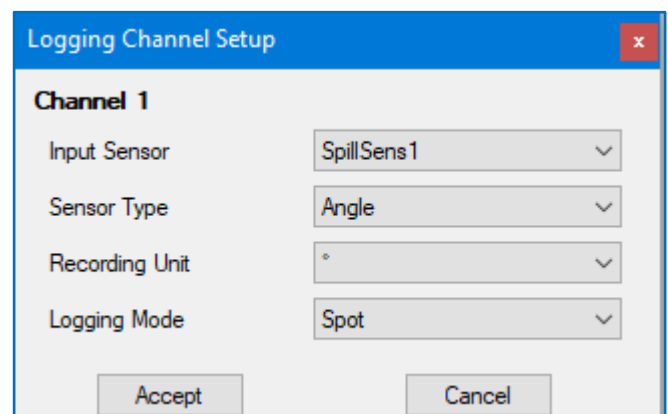 Logging Channel Setup x
Channel 1
Input Sensor SpillSens1
Sensor Type Angle
Recording Unit °
Logging Mode Spot
Accept Cancel